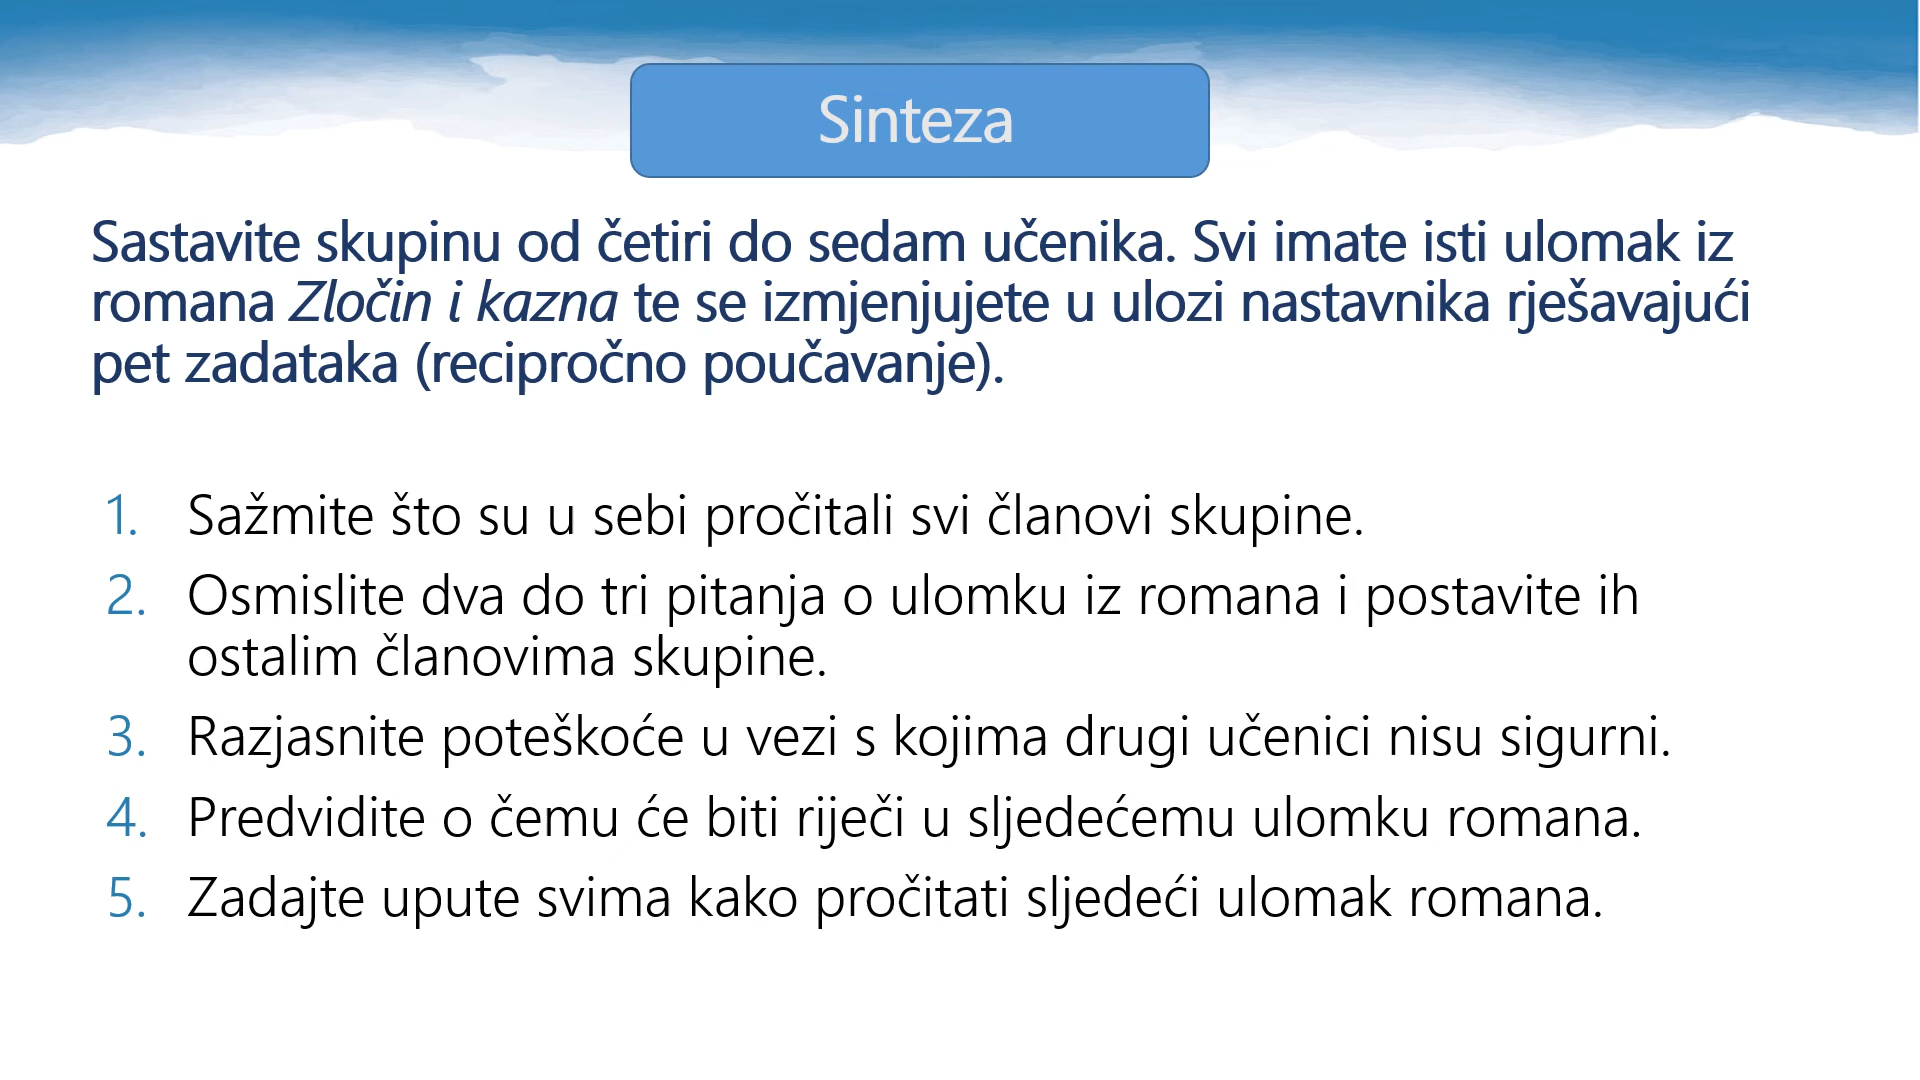 Sinteza
Sastavite skupinu od četiri do sedam učenika. Svi imate isti ulomak iz
romana Zločin i kazna te se izmjenjujete u ulozi nastavnika rješavajući
pet zadataka (recipročno poučavanje).
1. Sažmite što su u sebi pročitali svi članovi skupine.
2. Osmislite dva do tri pitanja o ulomku iz romana i postavite ih
ostalim članovima skupine.
3. Razjasnite poteškoće u vezi s kojima drugi učenici nisu sigurni.
4. Predvidite o čemu će biti riječi u sljedećemu ulomku romana.
5. Zadajte upute svima kako pročitati sljedeći ulomak romana.